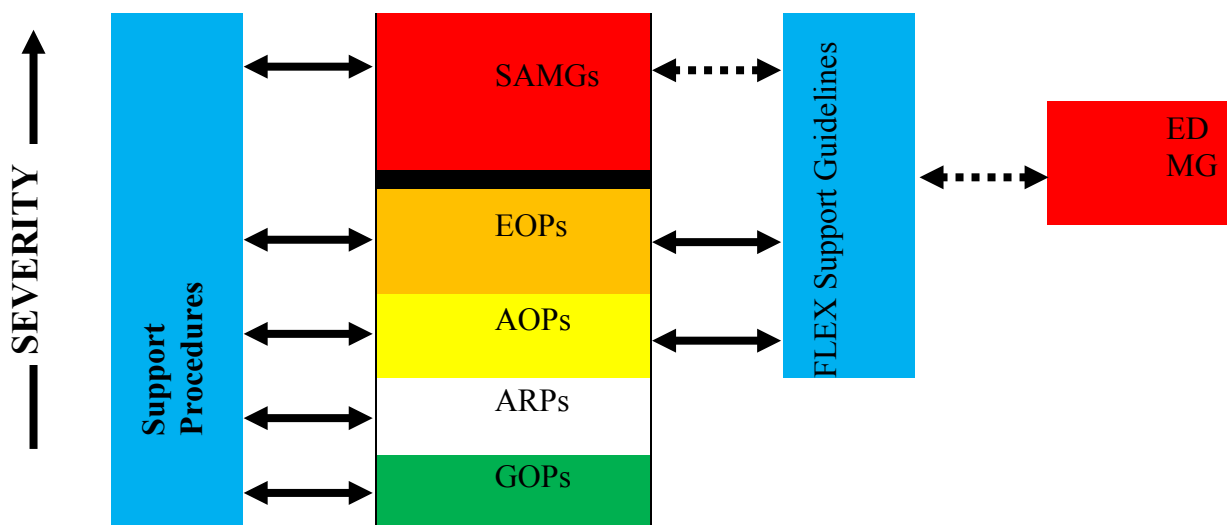 SEVERITY
Support
Procedures
SAMGs
EOPs
AOPs
ARPs
GOPs
FLEX Support Guidelines
ED
MG